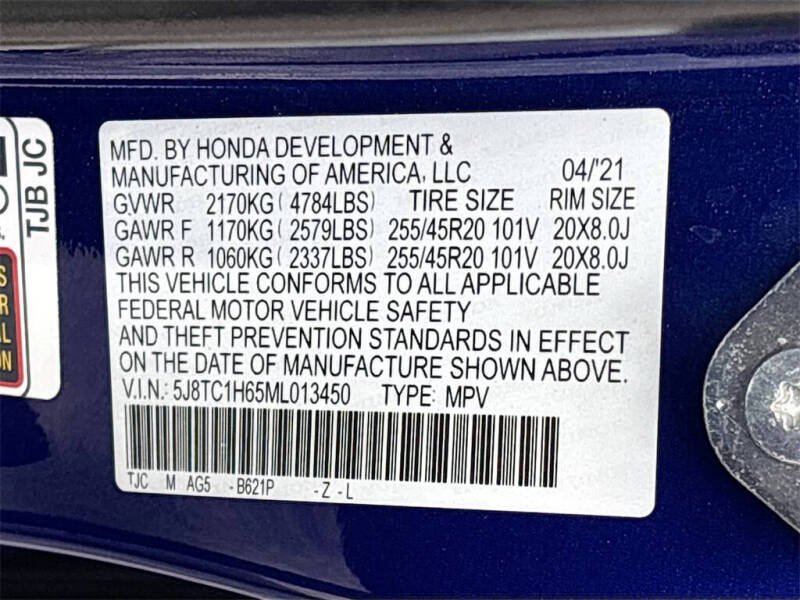 MFD. BY HONDA DEVELOPMENT &
MANUFACTURING OF AMERICA, LLC 04/'21
GVWR 2170KG ( 4784LBS) TIRE SIZE RIM SIZE
GAWR F 1170KG ( 2579LBS) 255/45R20 101V 20X8.0J
GAWR R 1060KG ( 2337LBS) 255/45R20 101V 20X8.0J
THIS VEHICLE CONFORMS TO ALL APPLICABLE
FEDERAL MOTOR VEHICLE SAFETY
AND THEFT PREVENTION STANDARDS IN EFFECT
ON THE DATE OF MANUFACTURE SHOWN ABOVE.
V.I.N.: 5J8TC1H65ML013450 TYPE: MPV
TJC M AG5 -B621P -Z -L
TJB JC